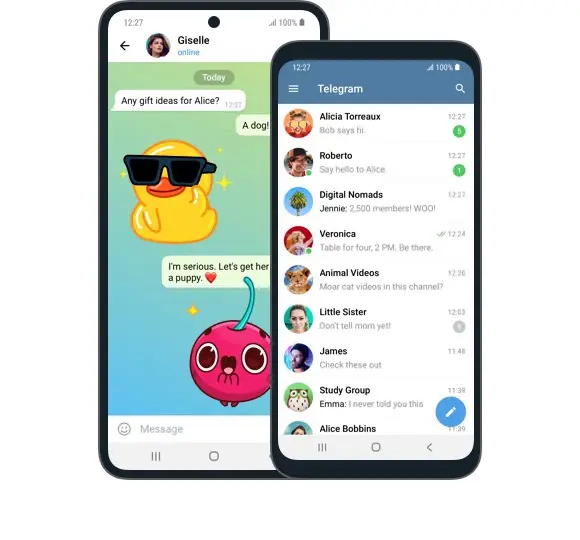 12:27
100%
Giselle
online
Today
Any gift ideas for Alice?
12:27
A dog!
I'm serious. Let's get her
a puppy. ❤️
Message
12:27
100%
Telegram
Alicia Torreaux
12:27
Bob says hi.
5
Roberto
12:27
Say hello to Alice.
1
Digital Nomads
12:27
Jennie: 2,500 members! WOO!
Veronica
12:24
Table for four, 2 PM. Be there.
Animal Videos
12:26
Moar cat videos in this channel?
Little Sister
12:03
Don't tell mom yet!
James
11:48
Check these out
Study Group
11:39
Emma: I never told you this
Alice Bobbins
11:39